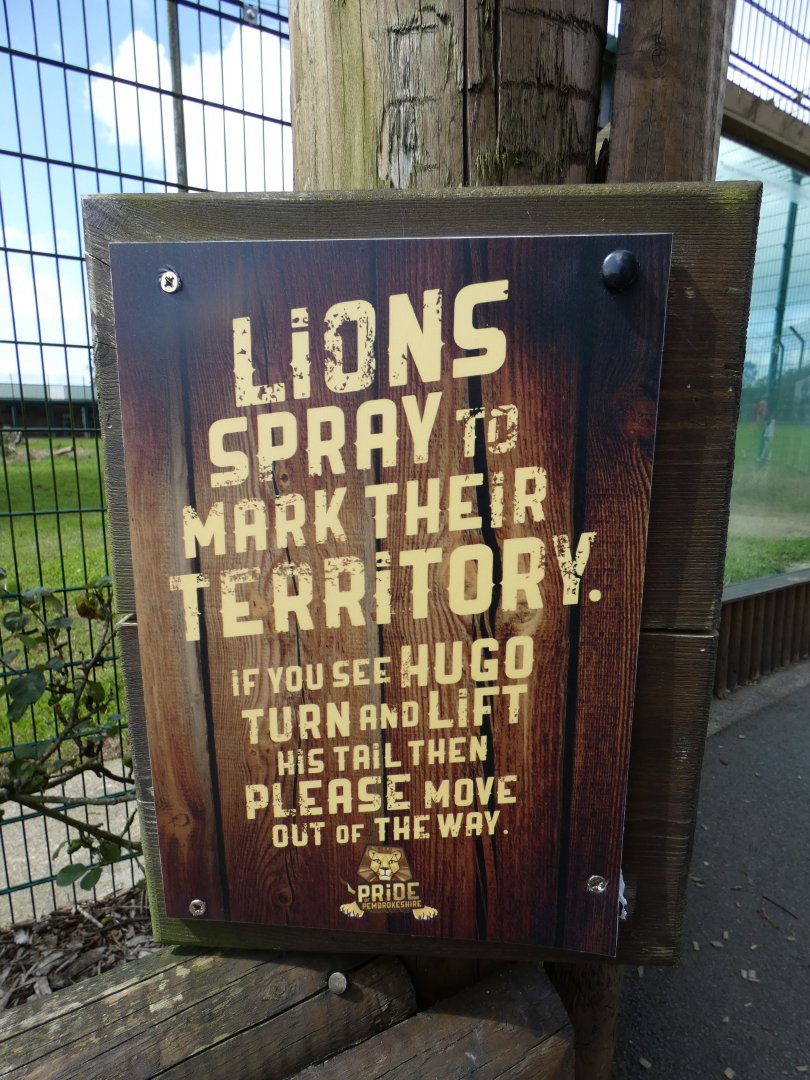 LiONS
SPRAY TO
MARK THEiR
TERRiTORY.
iF YOU SEE HUGO
TURN AND LiFT
HiS TAiL THEN
PLEASE MOVE
OUT OF THE WAY.
PRiDE
PEMBROKESHIRE